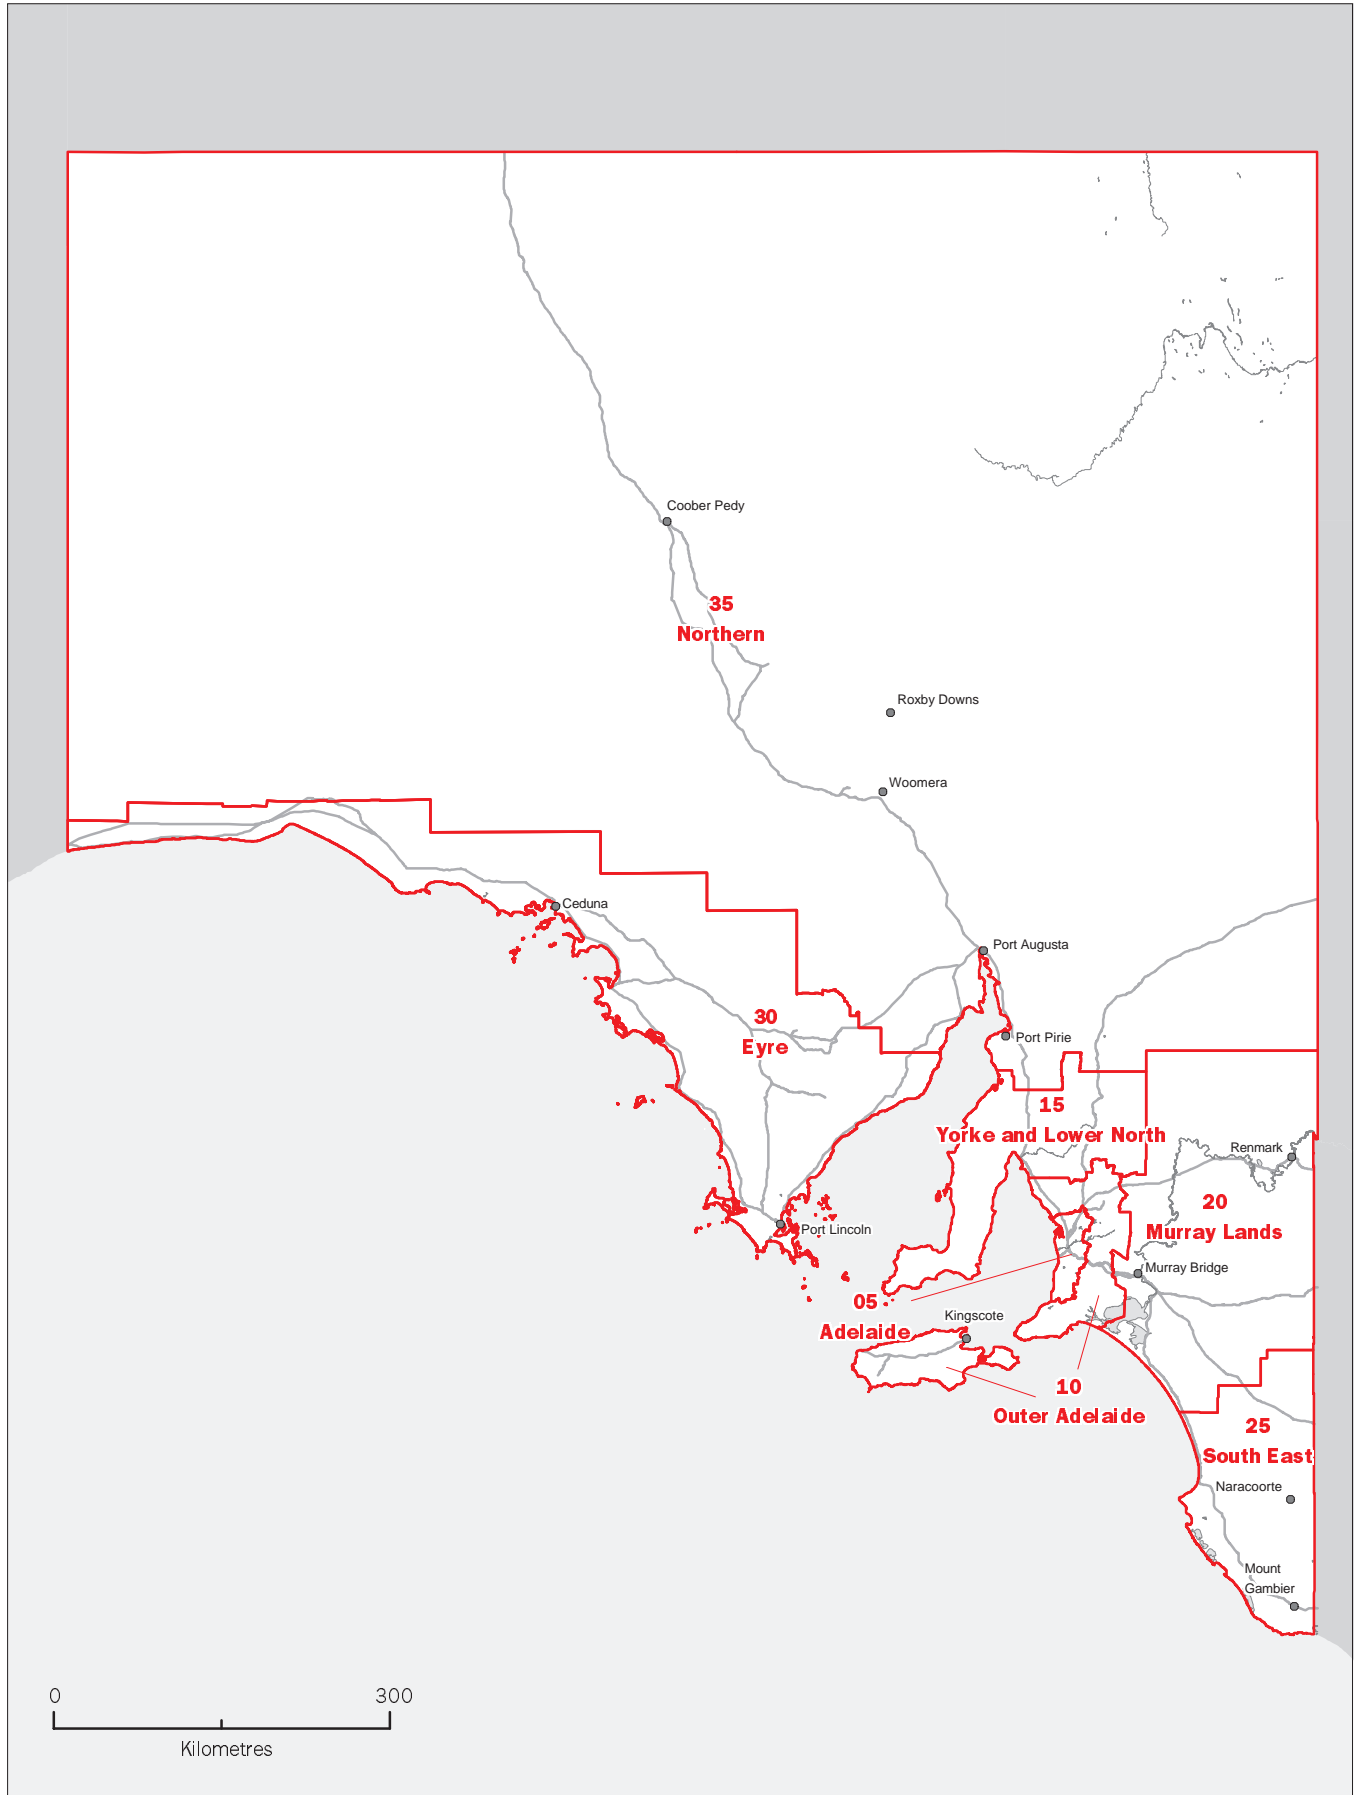 Coober Pedy
35
Northern
Roxby Downs
Woomera
Ceduna
Port Augusta
30
Eyre
Port Pirie
15
Yorke and Lower North
Renmark
20
Murray Lands
Port Lincoln
Murray Bridge
05
Adelaide
Kingscote
10
Outer Adelaide
25
South East
Naracoorte
Mount
Gambier
0 300
Kilometres